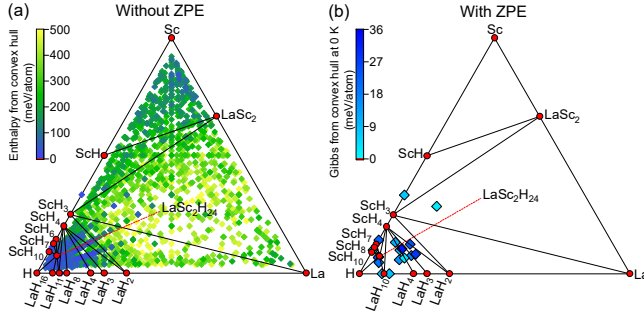 (a)
Without ZPE
Enthalpy from convex hull
(meV/atom)
500
400
300
200
100
0
Sc
LaSc₂
ScH
ScH₃
ScH₄
ScH₆
ScH₇
ScH₁₀
LaSc₂H₂₄
H
La
LaH₁₆
LaH₁₁
LaH₈
LaH₄
LaH₃
LaH₂
(b)
With ZPE
Gibbs from convex hull at 0 K
(meV/atom)
36
27
18
9
0
Sc
LaSc₂
ScH
ScH₃
ScH₄
ScH₇
ScH₈
ScH₁₀
LaSc₂H₂₄
H
La
LaH₁₀
LaH₄
LaH₃
LaH₂